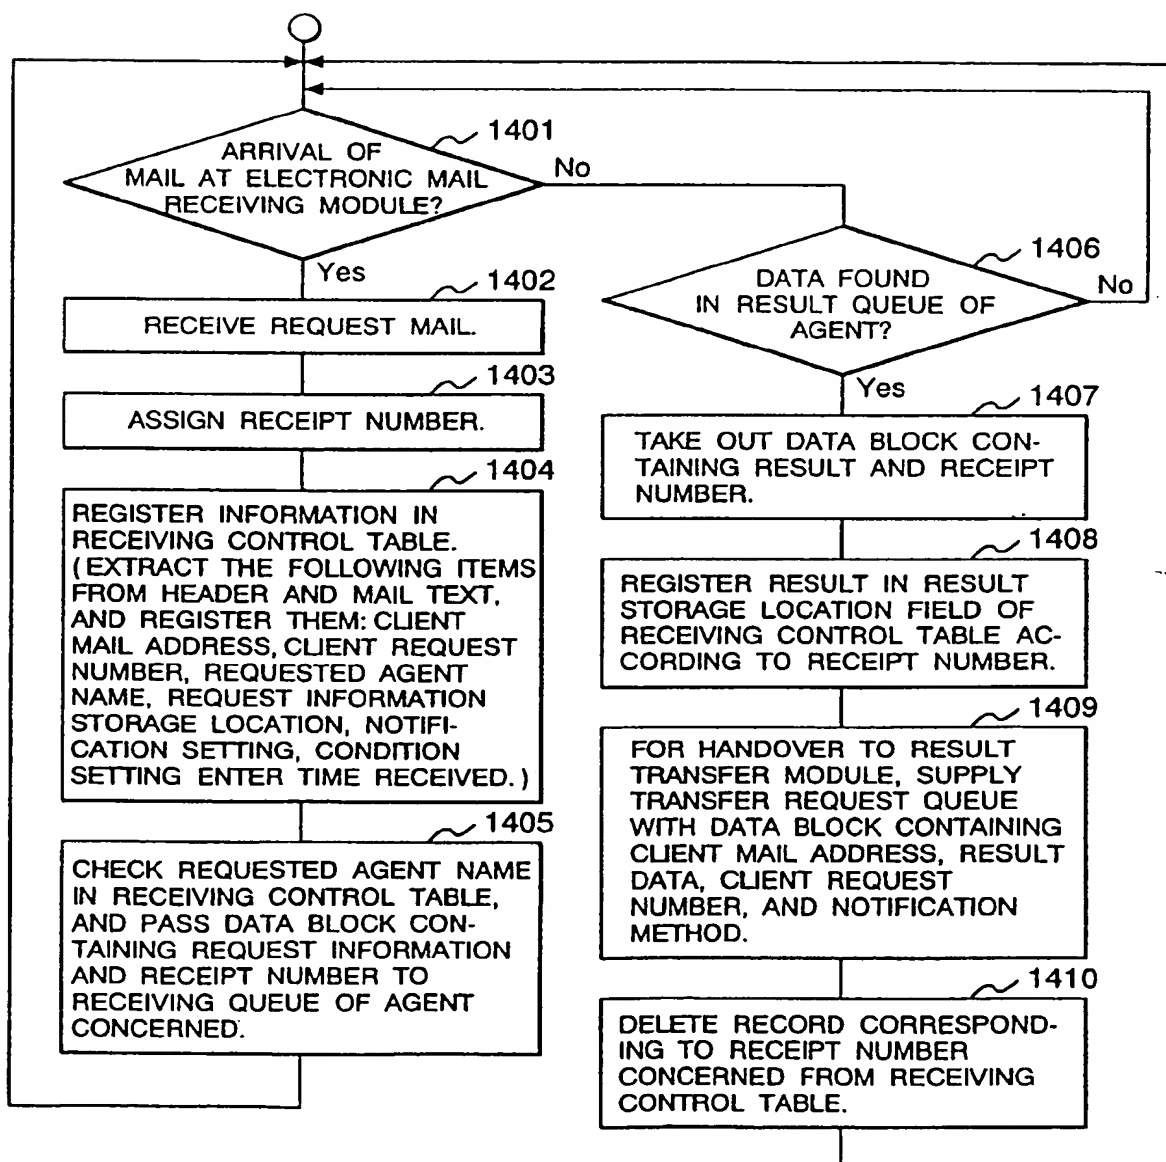 1401
ARRIVAL OF
MAIL AT ELECTRONIC MAIL
RECEIVING MODULE?
No
Yes
1402
RECEIVE REQUEST MAIL.
1403
ASSIGN RECEIPT NUMBER.
1404
REGISTER INFORMATION IN
RECEIVING CONTROL TABLE.
(EXTRACT THE FOLLOWING ITEMS
FROM HEADER AND MAIL TEXT,
AND REGISTER THEM: CLIENT
MAIL ADDRESS, CLIENT REQUEST
NUMBER, REQUESTED AGENT
NAME, REQUEST INFORMATION
STORAGE LOCATION, NOTIFI-
CATION SETTING, CONDITION
SETTING ENTER TIME RECEIVED.)
1405
CHECK REQUESTED AGENT NAME
IN RECEIVING CONTROL TABLE,
AND PASS DATA BLOCK CON-
TAINING REQUEST INFORMATION
AND RECEIPT NUMBER TO
RECEIVING QUEUE OF AGENT
CONCERNED.
1406
DATA FOUND
IN RESULT QUEUE OF
AGENT?
No
Yes
1407
TAKE OUT DATA BLOCK CON-
TAINING RESULT AND RECEIPT
NUMBER.
1408
REGISTER RESULT IN RESULT
STORAGE LOCATION FIELD OF
RECEIVING CONTROL TABLE AC-
CORDING TO RECEIPT NUMBER.
1409
FOR HANDOVER TO RESULT
TRANSFER MODULE, SUPPLY
TRANSFER REQUEST QUEUE
WITH DATA BLOCK CONTAINING
CLIENT MAIL ADDRESS, RESULT
DATA, CLIENT REQUEST
NUMBER, AND NOTIFICATION
METHOD.
1410
DELETE RECORD CORRESPOND-
ING TO RECEIPT NUMBER
CONCERNED FROM RECEIVING
CONTROL TABLE.